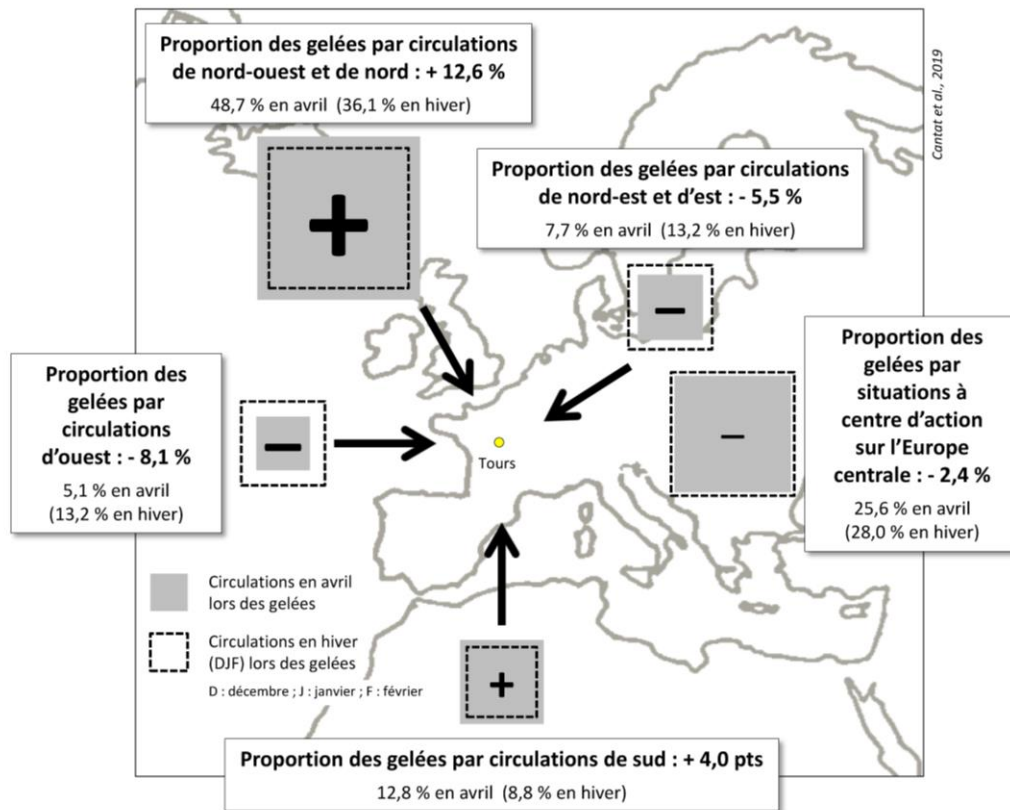 Proportion des gelées par circulations
de nord-ouest et de nord : + 12,6 %
48,7 % en avril (36,1 % en hiver)
Cantat et al., 2019
Proportion des gelées par circulations
de nord-est et d'est : - 5,5 %
7,7 % en avril (13,2 % en hiver)
+
–
Proportion des
gelées par
circulations
d'ouest : - 8,1 %
5,1 % en avril
(13,2 % en hiver)
–
Tours
–
Proportion des
gelées par
situations à
centre d'action
sur l'Europe
centrale : - 2,4 %
25,6 % en avril
(28,0 % en hiver)
Circulations en avril
lors des gelées
Circulations en hiver
(DJF) lors des gelées
D : décembre ; J : janvier ; F : février
+
Proportion des gelées par circulations de sud : + 4,0 pts
12,8 % en avril (8,8 % en hiver)